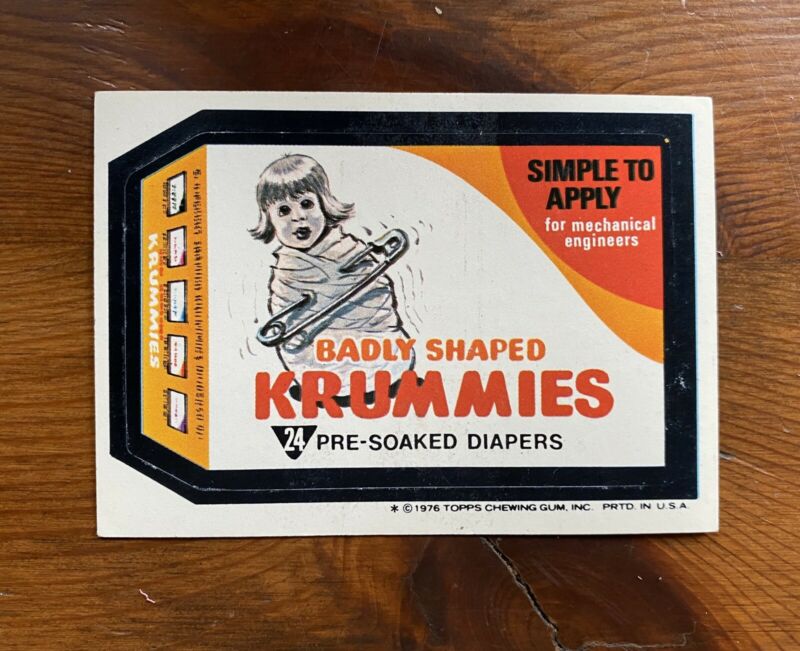 SIMPLE TO
APPLY
for mechanical
engineers
KRUMMIES
BADLY SHAPED
KRUMMIES
24 PRE-SOAKED DIAPERS
* © 1976 TOPPS CHEWING GUM, INC. PRTD. IN U.S.A.